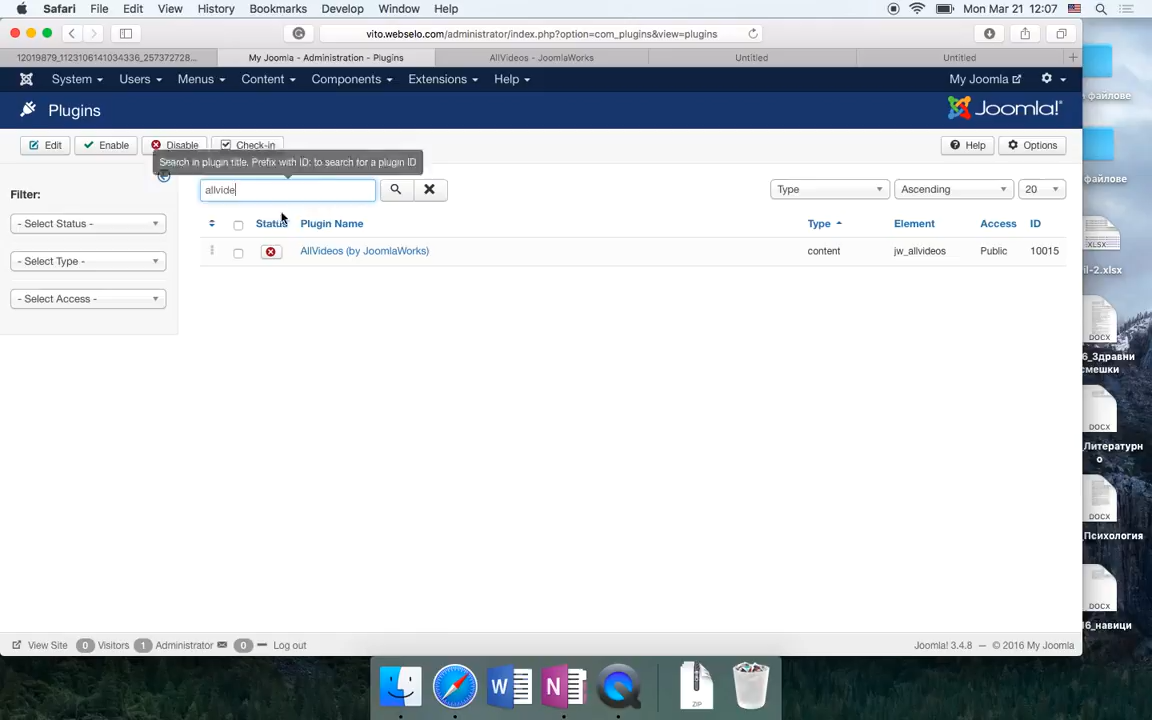 Safari File Edit View History Bookmarks Develop Window Help Mon Mar 21 12:07
vito.webselo.com/administrator/index.php?option=com_plugins&view=plugins
12019879_1123106141034336_257372728... My Joomla - Administration - Plugins AllVideos - JoomlaWorks Untitled Untitled
System Users Menus Content Components Extensions Help My Joomla
Plugins Joomla!
Edit Enable Disable Check-in Help Options
Search in plugin title. Prefix with ID: to search for a plugin ID
Filter: allvide Type Ascending 20
- Select Status -
- Select Type -
- Select Access -
Status Plugin Name Type Element Access ID
AllVideos (by JoomlaWorks) content jw_allvideos Public 10015
View Site 0 Visitors 1 Administrator 0 Log out Joomla! 3.4.8 — © 2016 My Joomla
файлове
файлове
XLSX
il-2.xlsx
DOCX
6_Здравни
смешки
DOCX
_Литературно
DOCX
_Психология
DOCX
6_навици
ZIP